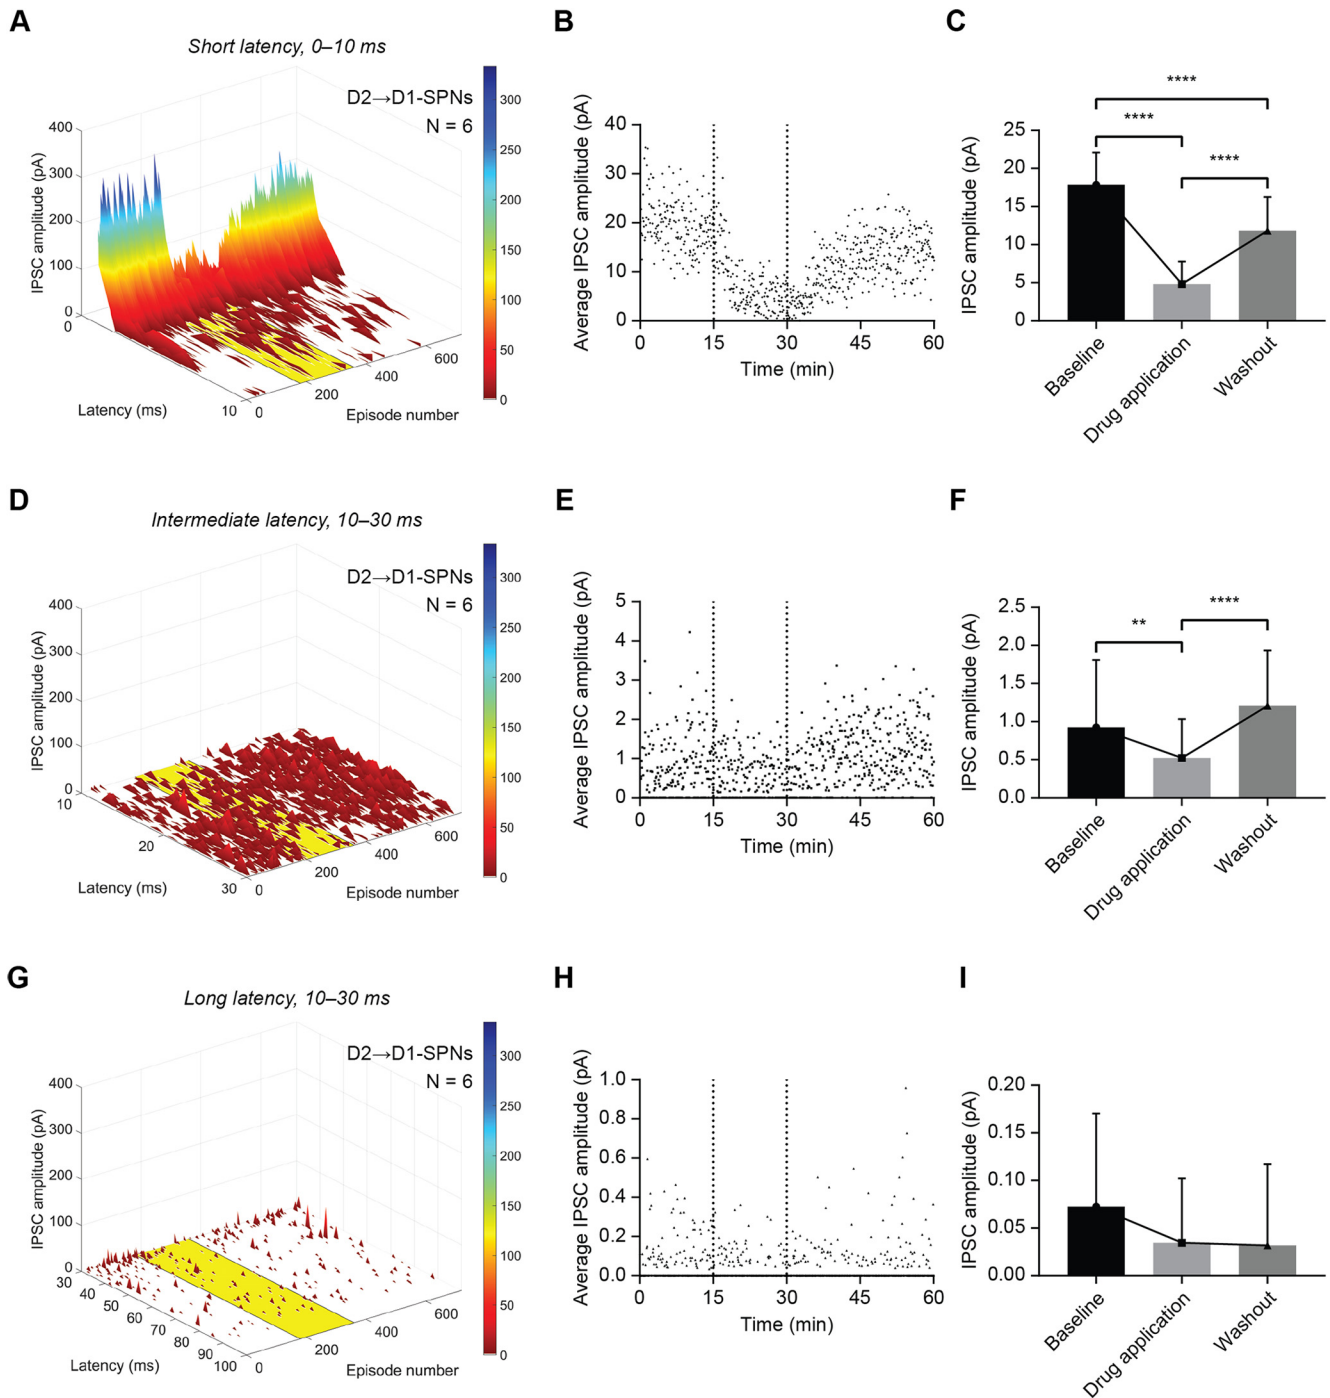 A
Short latency, 0–10 ms
D2→D1-SPNs
N = 6
IPSC amplitude (pA)
400
300
200
100
0
0
Latency (ms)
10
0
200
400
600
Episode number
300
250
200
150
100
50
0
B
Average IPSC amplitude (pA)
40
30
20
10
0
0 15 30 45 60
Time (min)
C
****
****
****
IPSC amplitude (pA)
25
20
15
10
5
0
Baseline
Drug application
Washout
D
Intermediate latency, 10–30 ms
D2→D1-SPNs
N = 6
IPSC amplitude (pA)
400
300
200
100
0
10
20
30
Latency (ms)
0
200
400
600
Episode number
300
250
200
150
100
50
0
E
Average IPSC amplitude (pA)
5
4
3
2
1
0
0 15 30 45 60
Time (min)
F
**
****
IPSC amplitude (pA)
2.5
2.0
1.5
1.0
0.5
0.0
Baseline
Drug application
Washout
G
Long latency, 10–30 ms
D2→D1-SPNs
N = 6
IPSC amplitude (pA)
400
300
200
100
0
30
40
50
60
70
80
90
100
Latency (ms)
0
200
400
600
Episode number
300
250
200
150
100
50
0
H
Average IPSC amplitude (pA)
1.0
0.8
0.6
0.4
0.2
0.0
0 15 30 45 60
Time (min)
I
IPSC amplitude (pA)
0.20
0.15
0.10
0.05
0.00
Baseline
Drug application
Washout